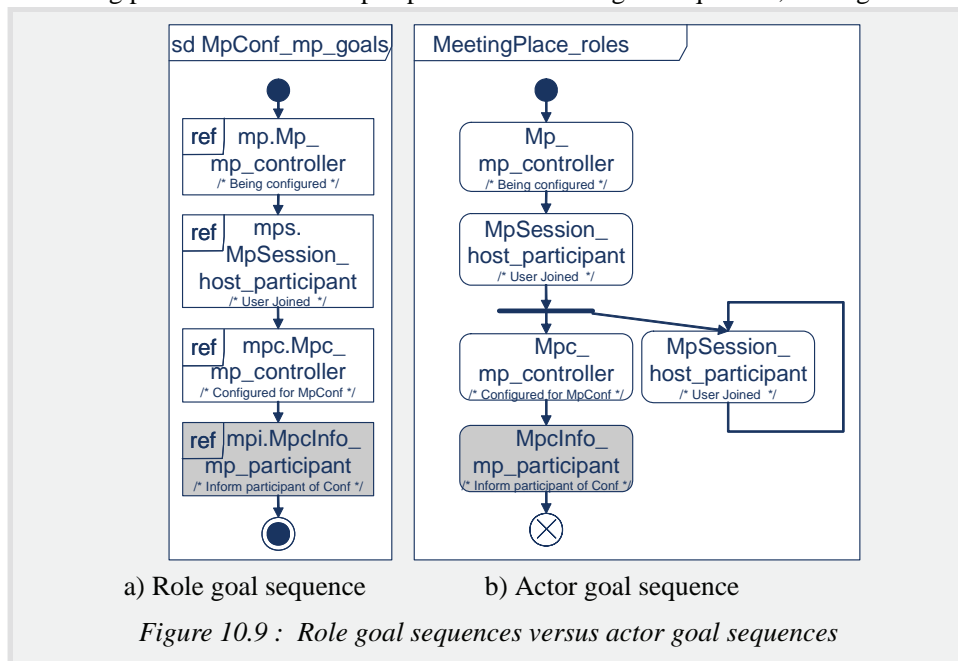 sd MpConf_mp_goals
ref
mp.Mp_
mp_controller
/* Being configured */
ref
mps.
MpSession_
host_participant
/* User Joined */
ref
mpc.Mpc_
mp_controller
/* Configured for MpConf */
ref
mpi.MpcInfo_
mp_participant
/* Inform participant of Conf */
MeetingPlace_roles
Mp_
mp_controller
/* Being configured */
MpSession_
host_participant
/* User Joined */
Mpc_
mp_controller
/* Configured for MpConf */
MpSession_
host_participant
/* User Joined */
MpcInfo_
mp_participant
/* Inform participant of Conf */
a) Role goal sequence
b) Actor goal sequence
Figure 10.9 : Role goal sequences versus actor goal sequences